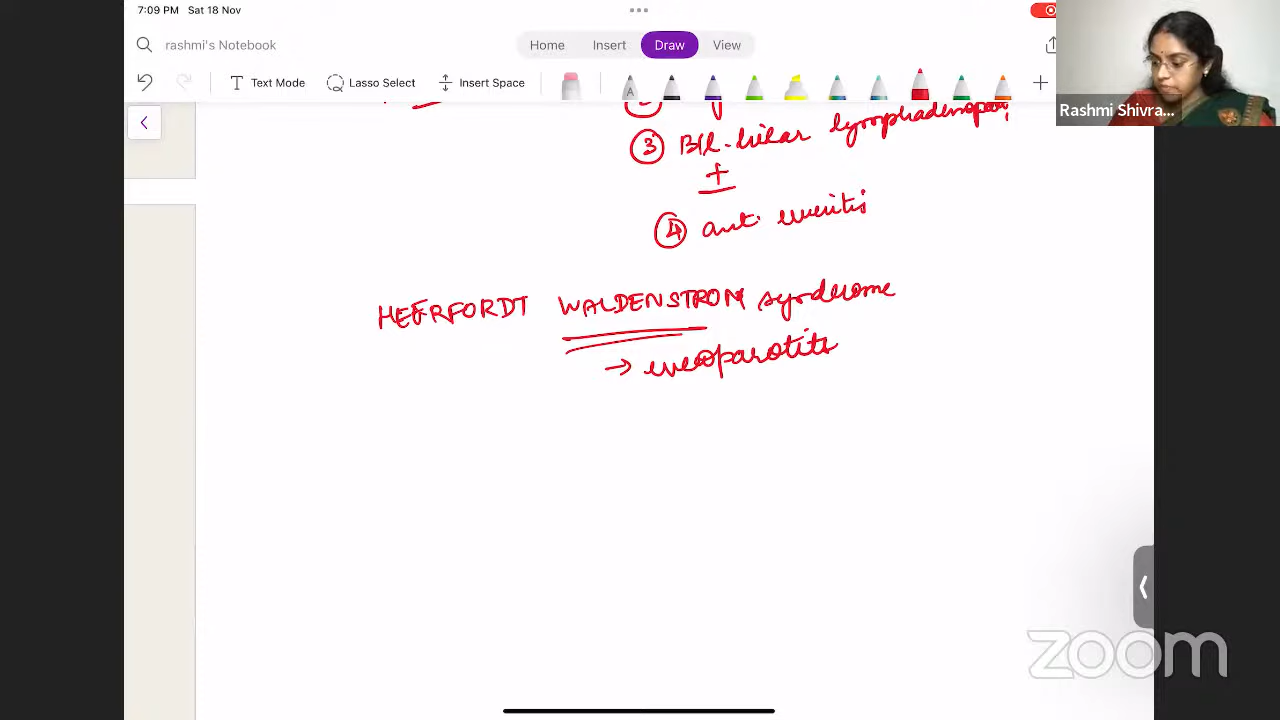 7:09 PM Sat 18 Nov
rashmi's Notebook
Home Insert Draw View
Text Mode Lasso Select Insert Space
A
Rashmi Shivra...
③ B/L-hilar lymphadenopathy
+
④ ant. uveitis
HEERFORDT WALDENSTROM syndrome
→ uveoparotitis
zoom